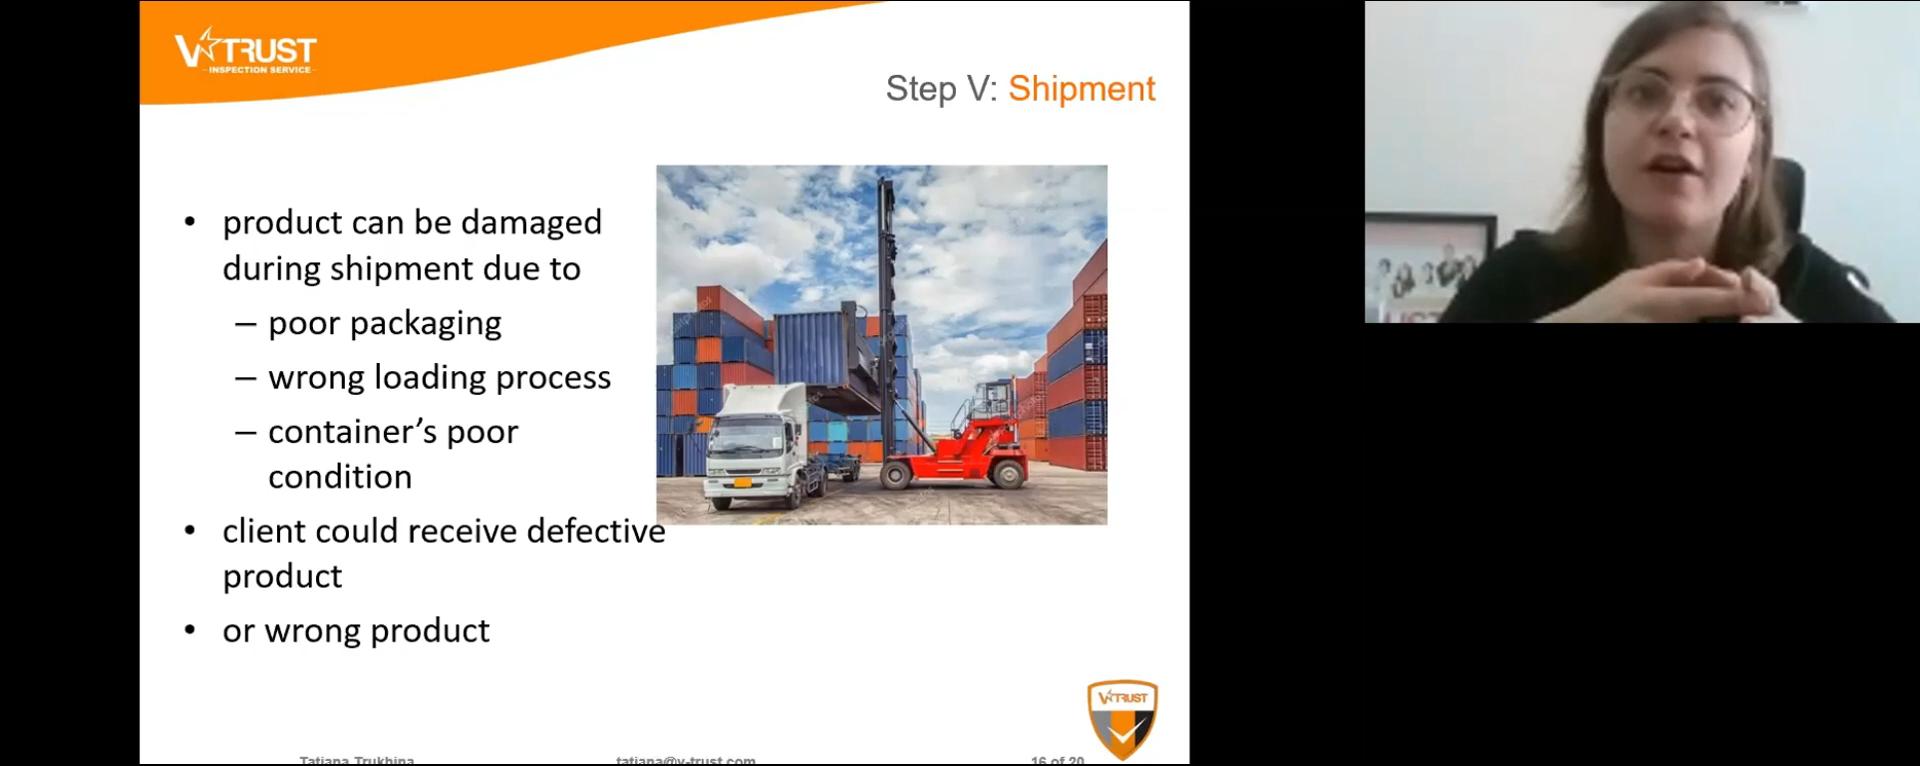 V TRUST
INSPECTION SERVICE
Step V: Shipment
• product can be damaged
during shipment due to
– poor packaging
– wrong loading process
– container’s poor
condition
• client could receive defective
product
• or wrong product
V TRUST
Tatiana Trukhina
tatiana@v-trust.com
16 of 20